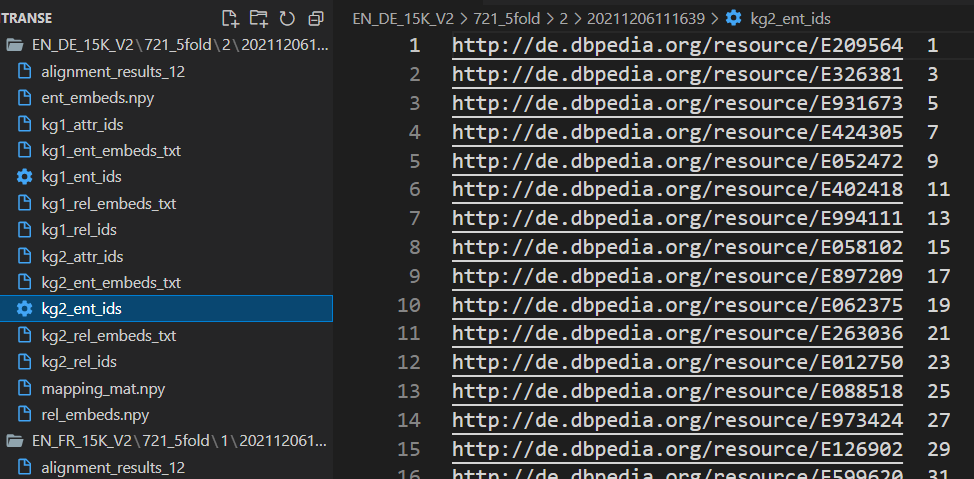 TRANSE
EN_DE_15K_V2\721_5fold\2\202111206 1...
alignment_results_12
ent_embeds.npy
kg1_attr_ids
kg1_ent_embeds_txt
kg1_ent_ids
kg1_rel_embeds_txt
kg1_rel_ids
kg2_attr_ids
kg2_ent_embeds_txt
kg2_ent_ids
kg2_rel_embeds_txt
kg2_rel_ids
mapping_mat.npy
rel_embeds.npy
EN_FR_15K_V2\721_5fold\1\202112061...
alignment_results_12
EN_DE_15K_V2 > 721_5fold > 2 > 20211206111639 > kg2_ent_ids
1 http://de.dbpedia.org/resource/E209564 1
2 http://de.dbpedia.org/resource/E326381 3
3 http://de.dbpedia.org/resource/E931673 5
4 http://de.dbpedia.org/resource/E424305 7
5 http://de.dbpedia.org/resource/E052472 9
6 http://de.dbpedia.org/resource/E402418 11
7 http://de.dbpedia.org/resource/E994111 13
8 http://de.dbpedia.org/resource/E058102 15
9 http://de.dbpedia.org/resource/E897209 17
10 http://de.dbpedia.org/resource/E062375 19
11 http://de.dbpedia.org/resource/E263036 21
12 http://de.dbpedia.org/resource/E012750 23
13 http://de.dbpedia.org/resource/E088518 25
14 http://de.dbpedia.org/resource/E973424 27
15 http://de.dbpedia.org/resource/E126902 29
16 http://de.dbpedia.org/resource/E599620 31